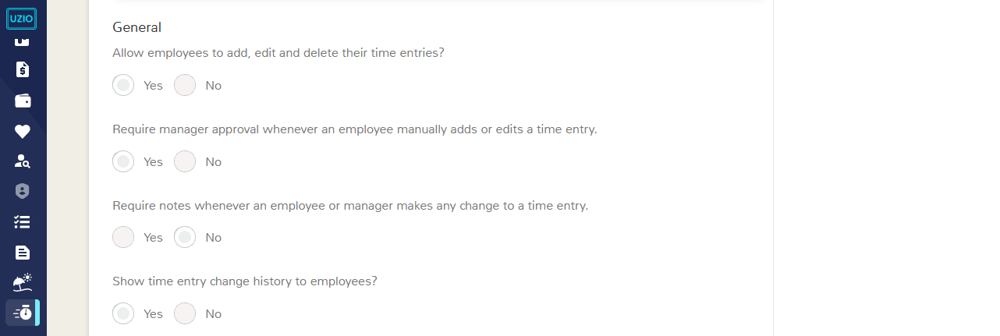 UZIO
General
Allow employees to add, edit and delete their time entries?
Yes No
Require manager approval whenever an employee manually adds or edits a time entry.
Yes No
Require notes whenever an employee or manager makes any change to a time entry.
Yes No
Show time entry change history to employees?
Yes No